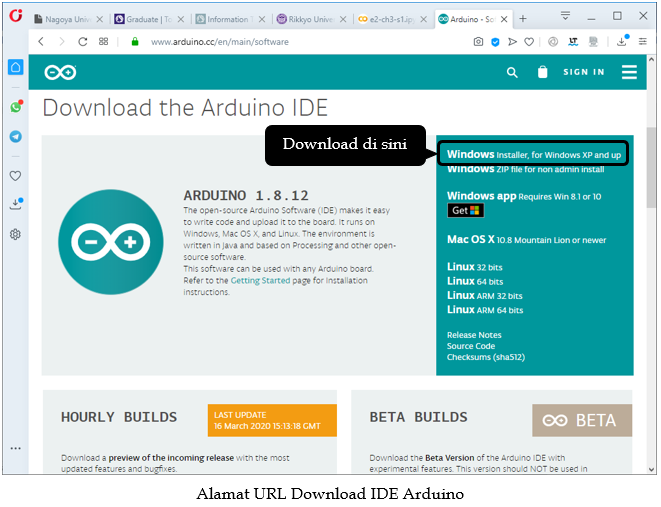 Nagoya Unive
Graduate | To
Information S
Rikkyo Unive
e2-ch3-s1.ipy
Arduino - So
www.arduino.cc/en/main/software
SIGN IN
Download the Arduino IDE
Download di sini
ARDUINO 1.8.12
The open-source Arduino Software (IDE) makes it easy
to write code and upload it to the board. It runs on
Windows, Mac OS X, and Linux. The environment is
written in Java and based on Processing and other open-
source software.
This software can be used with any Arduino board.
Refer to the Getting Started page for Installation
instructions.
Windows Installer, for Windows XP and up
Windows ZIP file for non admin install
Windows app Requires Win 8.1 or 10
Get
Mac OS X 10.8 Mountain Lion or newer
Linux 32 bits
Linux 64 bits
Linux ARM 32 bits
Linux ARM 64 bits
Release Notes
Source Code
Checksums (sha512)
HOURLY BUILDS
LAST UPDATE
16 March 2020 15:13:18 GMT
Download a preview of the incoming release with the most
updated features and bugfixes.
BETA BUILDS
BETA
Download the Beta Version of the Arduino IDE with
experimental features. This version should NOT be used in
Alamat URL Download IDE Arduino